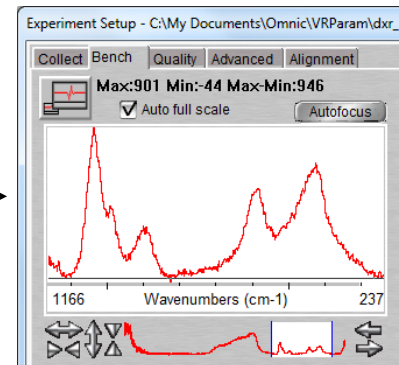 Experiment Setup - C:\My Documents\Omnic\VRParam\dxr_
Collect Bench Quality Advanced Alignment
Max:901 Min:-44 Max-Min:946
Auto full scale Autofocus
1166 Wavenumbers (cm-1) 237